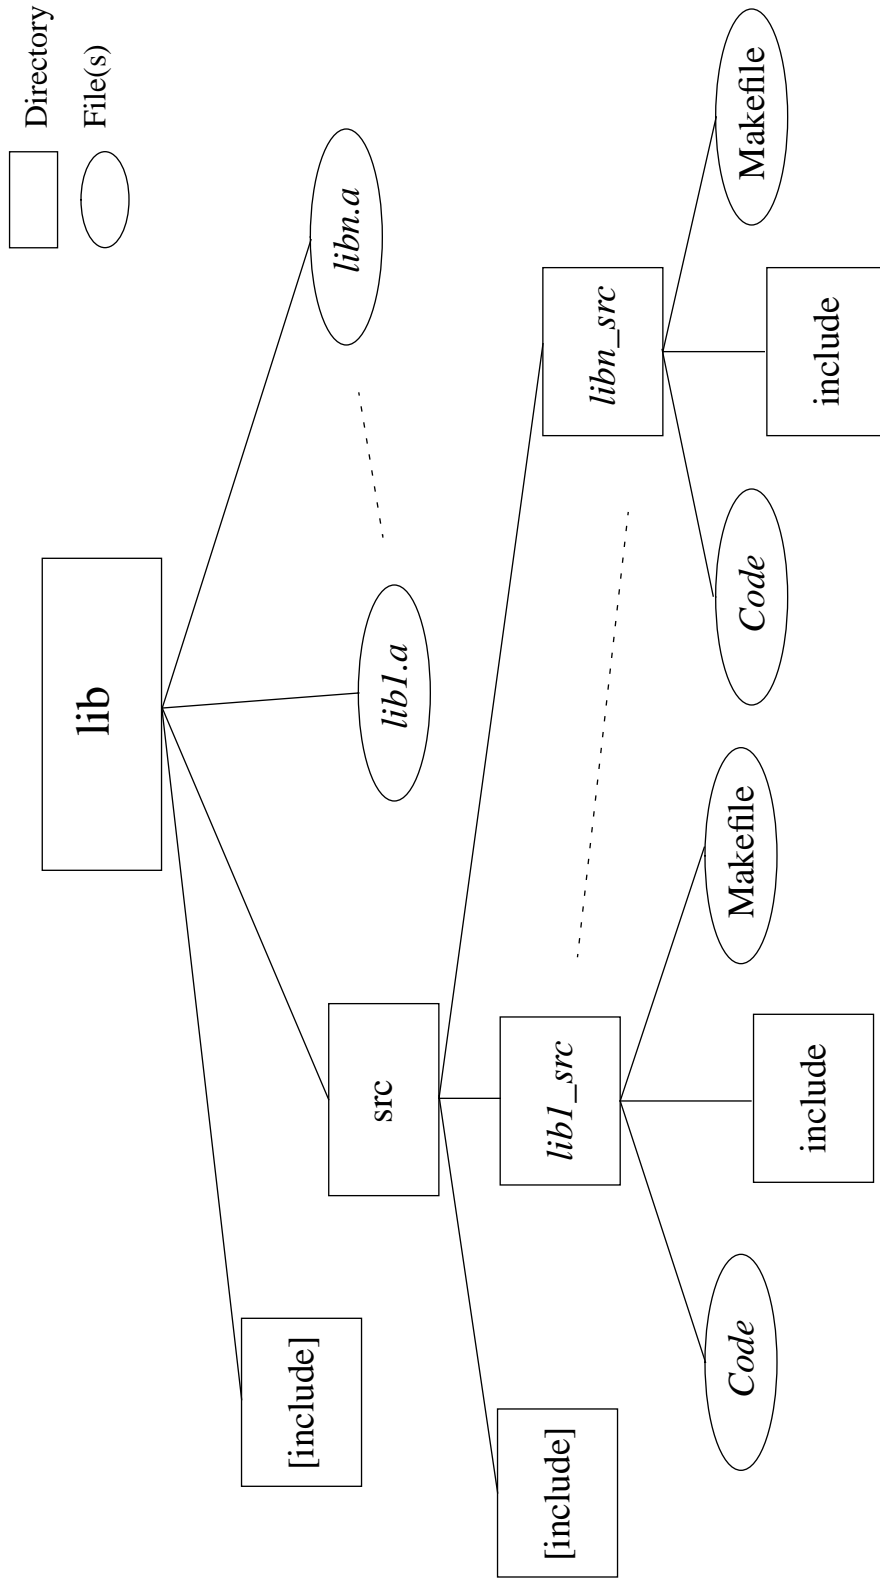 Directory
File(s)
lib
[include]
src
lib1.a
libn.a
[include]
lib1_src
libn_src
Code
include
Makefile
Code
include
Makefile